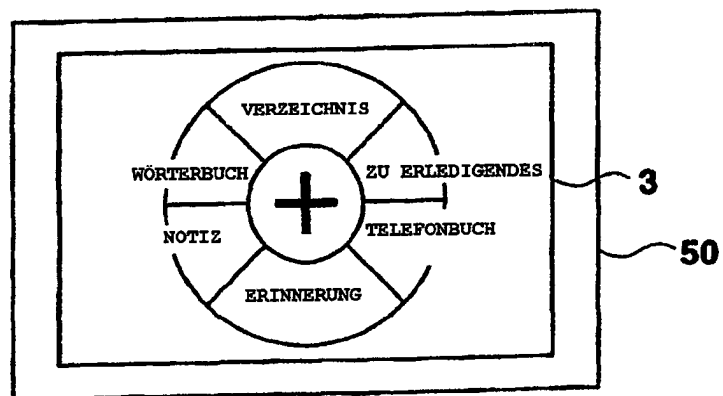 VERZEICHNIS
WÖRTERBUCH
ZU ERLEDIGENDES
3
NOTIZ
TELEFONBUCH
50
ERINNERUNG